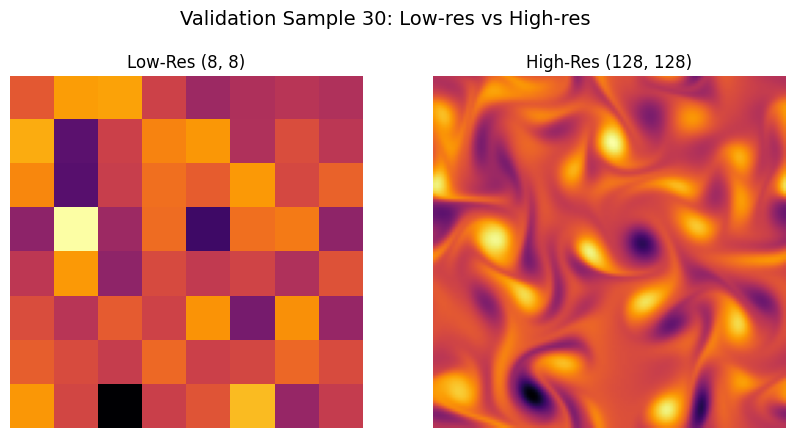 Validation Sample 30: Low-res vs High-res
Low-Res (8, 8)
High-Res (128, 128)